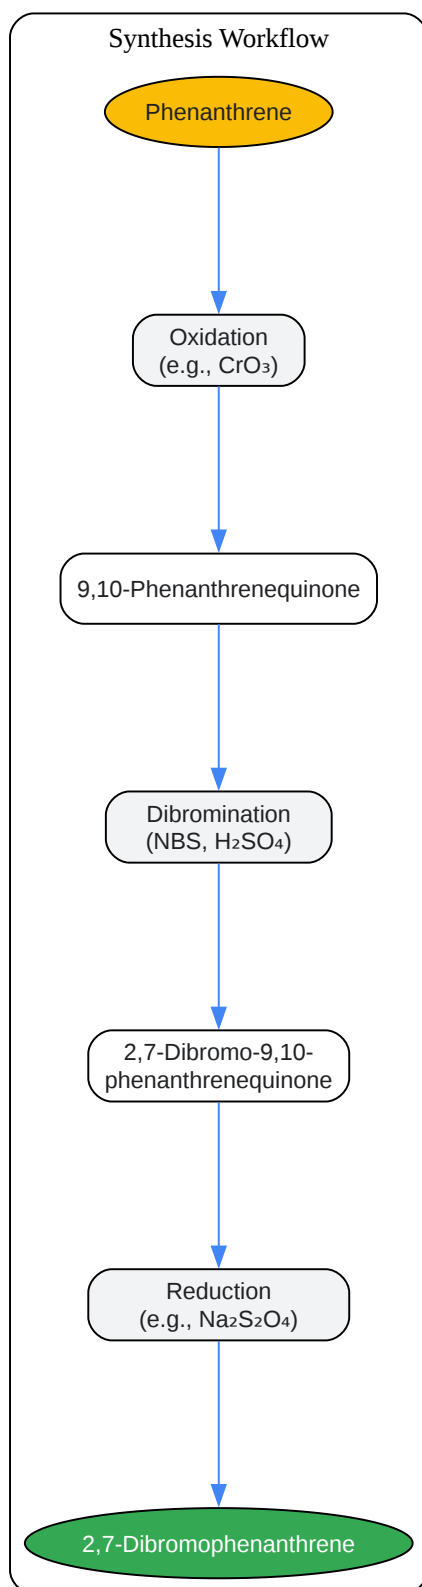 Synthesis Workflow
Phenanthrene
Oxidation
(e.g., CrO₃)
9,10-Phenanthrenequinone
Dibromination
(NBS, H₂SO₄)
2,7-Dibromo-9,10-
phenanthrenequinone
Reduction
(e.g., Na₂S₂O₄)
2,7-Dibromophenanthrene